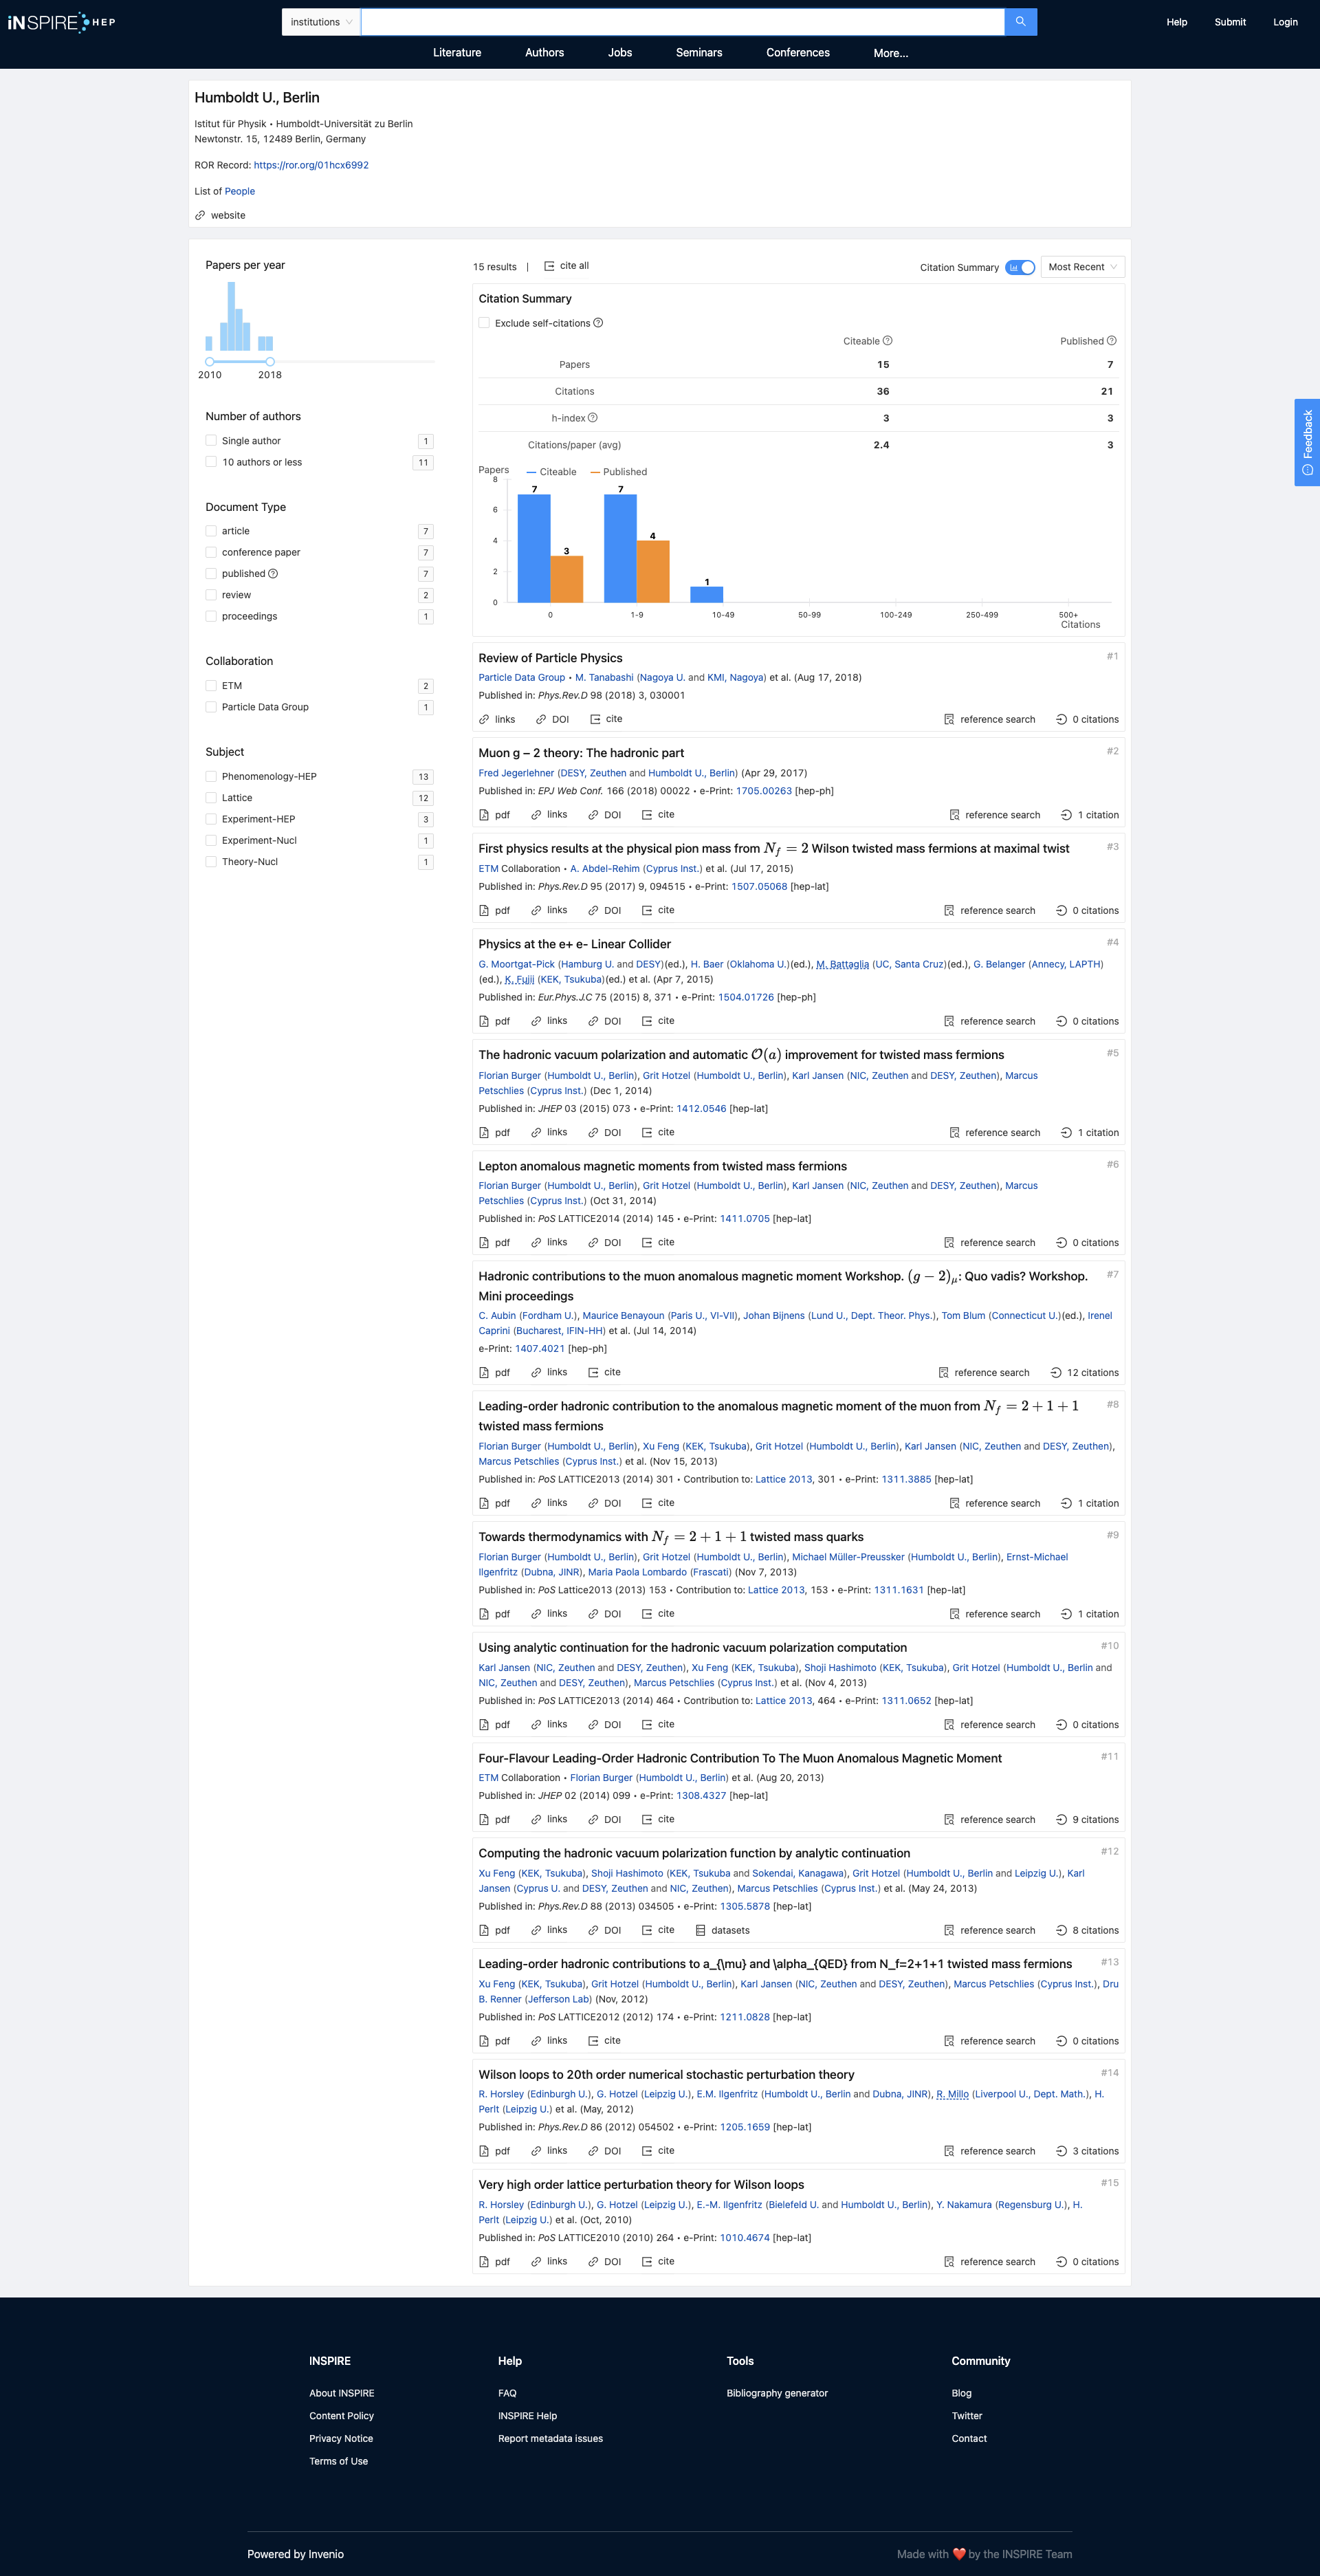 iNSPIRE HEP
institutions
Help
Submit
Login
Literature
Authors
Jobs
Seminars
Conferences
More...
Humboldt U., Berlin
Istitut für Physik • Humboldt-Universität zu Berlin
Newtonstr. 15, 12489 Berlin, Germany
ROR Record: https://ror.org/01hcx6992
List of People
website
Papers per year
2010
2018
Number of authors
Single author 1
10 authors or less 11
Document Type
article 7
conference paper 7
published 7
review 2
proceedings 1
Collaboration
ETM 2
Particle Data Group 1
Subject
Phenomenology-HEP 13
Lattice 12
Experiment-HEP 3
Experiment-Nucl 1
Theory-Nucl 1
15 results | cite all
Citation Summary
Most Recent
Citation Summary
Exclude self-citations
Citeable Published
Papers 15 7
Citations 36 21
h-index 3 3
Citations/paper (avg) 2.4 3
Papers Citeable Published
8
6
4
2
0
7 3 7 4 1
0 1-9 10-49 50-99 100-249 250-499 500+
Citations
Review of Particle Physics #1
Particle Data Group • M. Tanabashi (Nagoya U. and KMI, Nagoya) et al. (Aug 17, 2018)
Published in: Phys.Rev.D 98 (2018) 3, 030001
links DOI cite reference search 0 citations
Muon g − 2 theory: The hadronic part #2
Fred Jegerlehner (DESY, Zeuthen and Humboldt U., Berlin) (Apr 29, 2017)
Published in: EPJ Web Conf. 166 (2018) 00022 • e-Print: 1705.00263 [hep-ph]
pdf links DOI cite reference search 1 citation
First physics results at the physical pion mass from N_f = 2 Wilson twisted mass fermions at maximal twist #3
ETM Collaboration • A. Abdel-Rehim (Cyprus Inst.) et al. (Jul 17, 2015)
Published in: Phys.Rev.D 95 (2017) 9, 094515 • e-Print: 1507.05068 [hep-lat]
pdf links DOI cite reference search 0 citations
Physics at the e+ e- Linear Collider #4
G. Moortgat-Pick (Hamburg U. and DESY)(ed.), H. Baer (Oklahoma U.)(ed.), M. Battaglia (UC, Santa Cruz)(ed.), G. Belanger (Annecy, LAPTH)
(ed.), K. Fujii (KEK, Tsukuba)(ed.) et al. (Apr 7, 2015)
Published in: Eur.Phys.J.C 75 (2015) 8, 371 • e-Print: 1504.01726 [hep-ph]
pdf links DOI cite reference search 0 citations
The hadronic vacuum polarization and automatic O(a) improvement for twisted mass fermions #5
Florian Burger (Humboldt U., Berlin), Grit Hotzel (Humboldt U., Berlin), Karl Jansen (NIC, Zeuthen and DESY, Zeuthen), Marcus
Petschlies (Cyprus Inst.) (Dec 1, 2014)
Published in: JHEP 03 (2015) 073 • e-Print: 1412.0546 [hep-lat]
pdf links DOI cite reference search 1 citation
Lepton anomalous magnetic moments from twisted mass fermions #6
Florian Burger (Humboldt U., Berlin), Grit Hotzel (Humboldt U., Berlin), Karl Jansen (NIC, Zeuthen and DESY, Zeuthen), Marcus
Petschlies (Cyprus Inst.) (Oct 31, 2014)
Published in: PoS LATTICE2014 (2014) 145 • e-Print: 1411.0705 [hep-lat]
pdf links DOI cite reference search 0 citations
Hadronic contributions to the muon anomalous magnetic moment Workshop. (g − 2)_μ: Quo vadis? Workshop. #7
Mini proceedings
C. Aubin (Fordham U.), Maurice Benayoun (Paris U., VI-VII), Johan Bijnens (Lund U., Dept. Theor. Phys.), Tom Blum (Connecticut U.)(ed.), Irenel
Caprini (Bucharest, IFIN-HH) et al. (Jul 14, 2014)
e-Print: 1407.4021 [hep-ph]
pdf links cite reference search 12 citations
Leading-order hadronic contribution to the anomalous magnetic moment of the muon from N_f = 2 + 1 + 1 #8
twisted mass fermions
Florian Burger (Humboldt U., Berlin), Xu Feng (KEK, Tsukuba), Grit Hotzel (Humboldt U., Berlin), Karl Jansen (NIC, Zeuthen and DESY, Zeuthen),
Marcus Petschlies (Cyprus Inst.) et al. (Nov 15, 2013)
Published in: PoS LATTICE2013 (2014) 301 • Contribution to: Lattice 2013, 301 • e-Print: 1311.3885 [hep-lat]
pdf links DOI cite reference search 1 citation
Towards thermodynamics with N_f = 2 + 1 + 1 twisted mass quarks #9
Florian Burger (Humboldt U., Berlin), Grit Hotzel (Humboldt U., Berlin), Michael Müller-Preussker (Humboldt U., Berlin), Ernst-Michael
Ilgenfritz (Dubna, JINR), Maria Paola Lombardo (Frascati) (Nov 7, 2013)
Published in: PoS Lattice2013 (2013) 153 • Contribution to: Lattice 2013, 153 • e-Print: 1311.1631 [hep-lat]
pdf links DOI cite reference search 1 citation
Using analytic continuation for the hadronic vacuum polarization computation #10
Karl Jansen (NIC, Zeuthen and DESY, Zeuthen), Xu Feng (KEK, Tsukuba), Shoji Hashimoto (KEK, Tsukuba), Grit Hotzel (Humboldt U., Berlin and
NIC, Zeuthen and DESY, Zeuthen), Marcus Petschlies (Cyprus Inst.) et al. (Nov 4, 2013)
Published in: PoS LATTICE2013 (2014) 464 • Contribution to: Lattice 2013, 464 • e-Print: 1311.0652 [hep-lat]
pdf links DOI cite reference search 0 citations
Four-Flavour Leading-Order Hadronic Contribution To The Muon Anomalous Magnetic Moment #11
ETM Collaboration • Florian Burger (Humboldt U., Berlin) et al. (Aug 20, 2013)
Published in: JHEP 02 (2014) 099 • e-Print: 1308.4327 [hep-lat]
pdf links DOI cite reference search 9 citations
Computing the hadronic vacuum polarization function by analytic continuation #12
Xu Feng (KEK, Tsukuba), Shoji Hashimoto (KEK, Tsukuba and Sokendai, Kanagawa), Grit Hotzel (Humboldt U., Berlin and Leipzig U.), Karl
Jansen (Cyprus U. and DESY, Zeuthen and NIC, Zeuthen), Marcus Petschlies (Cyprus Inst.) et al. (May 24, 2013)
Published in: Phys.Rev.D 88 (2013) 034505 • e-Print: 1305.5878 [hep-lat]
pdf links DOI cite datasets reference search 8 citations
Leading-order hadronic contributions to a_{\mu} and \alpha_{QED} from N_f=2+1+1 twisted mass fermions #13
Xu Feng (KEK, Tsukuba), Grit Hotzel (Humboldt U., Berlin), Karl Jansen (NIC, Zeuthen and DESY, Zeuthen), Marcus Petschlies (Cyprus Inst.), Dru
B. Renner (Jefferson Lab) (Nov, 2012)
Published in: PoS LATTICE2012 (2012) 174 • e-Print: 1211.0828 [hep-lat]
pdf links cite reference search 0 citations
Wilson loops to 20th order numerical stochastic perturbation theory #14
R. Horsley (Edinburgh U.), G. Hotzel (Leipzig U.), E.M. Ilgenfritz (Humboldt U., Berlin and Dubna, JINR), R. Millo (Liverpool U., Dept. Math.), H.
Perlt (Leipzig U.) et al. (May, 2012)
Published in: Phys.Rev.D 86 (2012) 054502 • e-Print: 1205.1659 [hep-lat]
pdf links DOI cite reference search 3 citations
Very high order lattice perturbation theory for Wilson loops #15
R. Horsley (Edinburgh U.), G. Hotzel (Leipzig U.), E.-M. Ilgenfritz (Bielefeld U. and Humboldt U., Berlin), Y. Nakamura (Regensburg U.), H.
Perlt (Leipzig U.) et al. (Oct, 2010)
Published in: PoS LATTICE2010 (2010) 264 • e-Print: 1010.4674 [hep-lat]
pdf links DOI cite reference search 0 citations
Feedback
INSPIRE
About INSPIRE
Content Policy
Privacy Notice
Terms of Use
Help
FAQ
INSPIRE Help
Report metadata issues
Tools
Bibliography generator
Community
Blog
Twitter
Contact
Powered by Invenio
Made with ❤️ by the INSPIRE Team